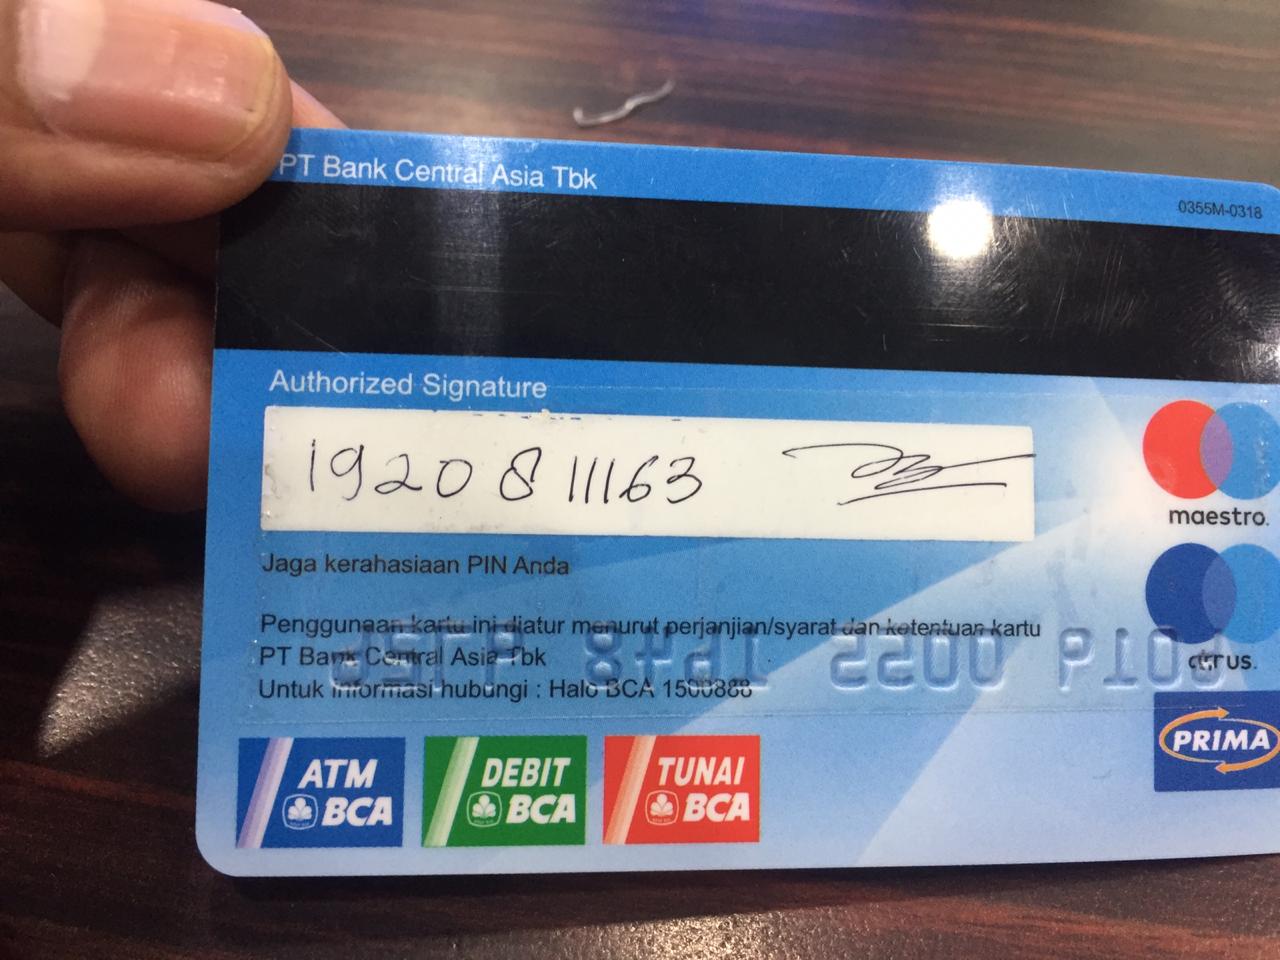 PT Bank Central Asia Tbk
0355M-0318
Authorized Signature
1920811163
maestro.
Jaga kerahasiaan PIN Anda
Penggunaan kartu ini diatur menurut perjanjian/syarat dan ketentuan kartu
PT Bank Central Asia Tbk
Untuk informasi hubungi : Halo BCA 1500888
cirrus.
PRIMA
ATM BCA
DEBIT BCA
TUNAI BCA